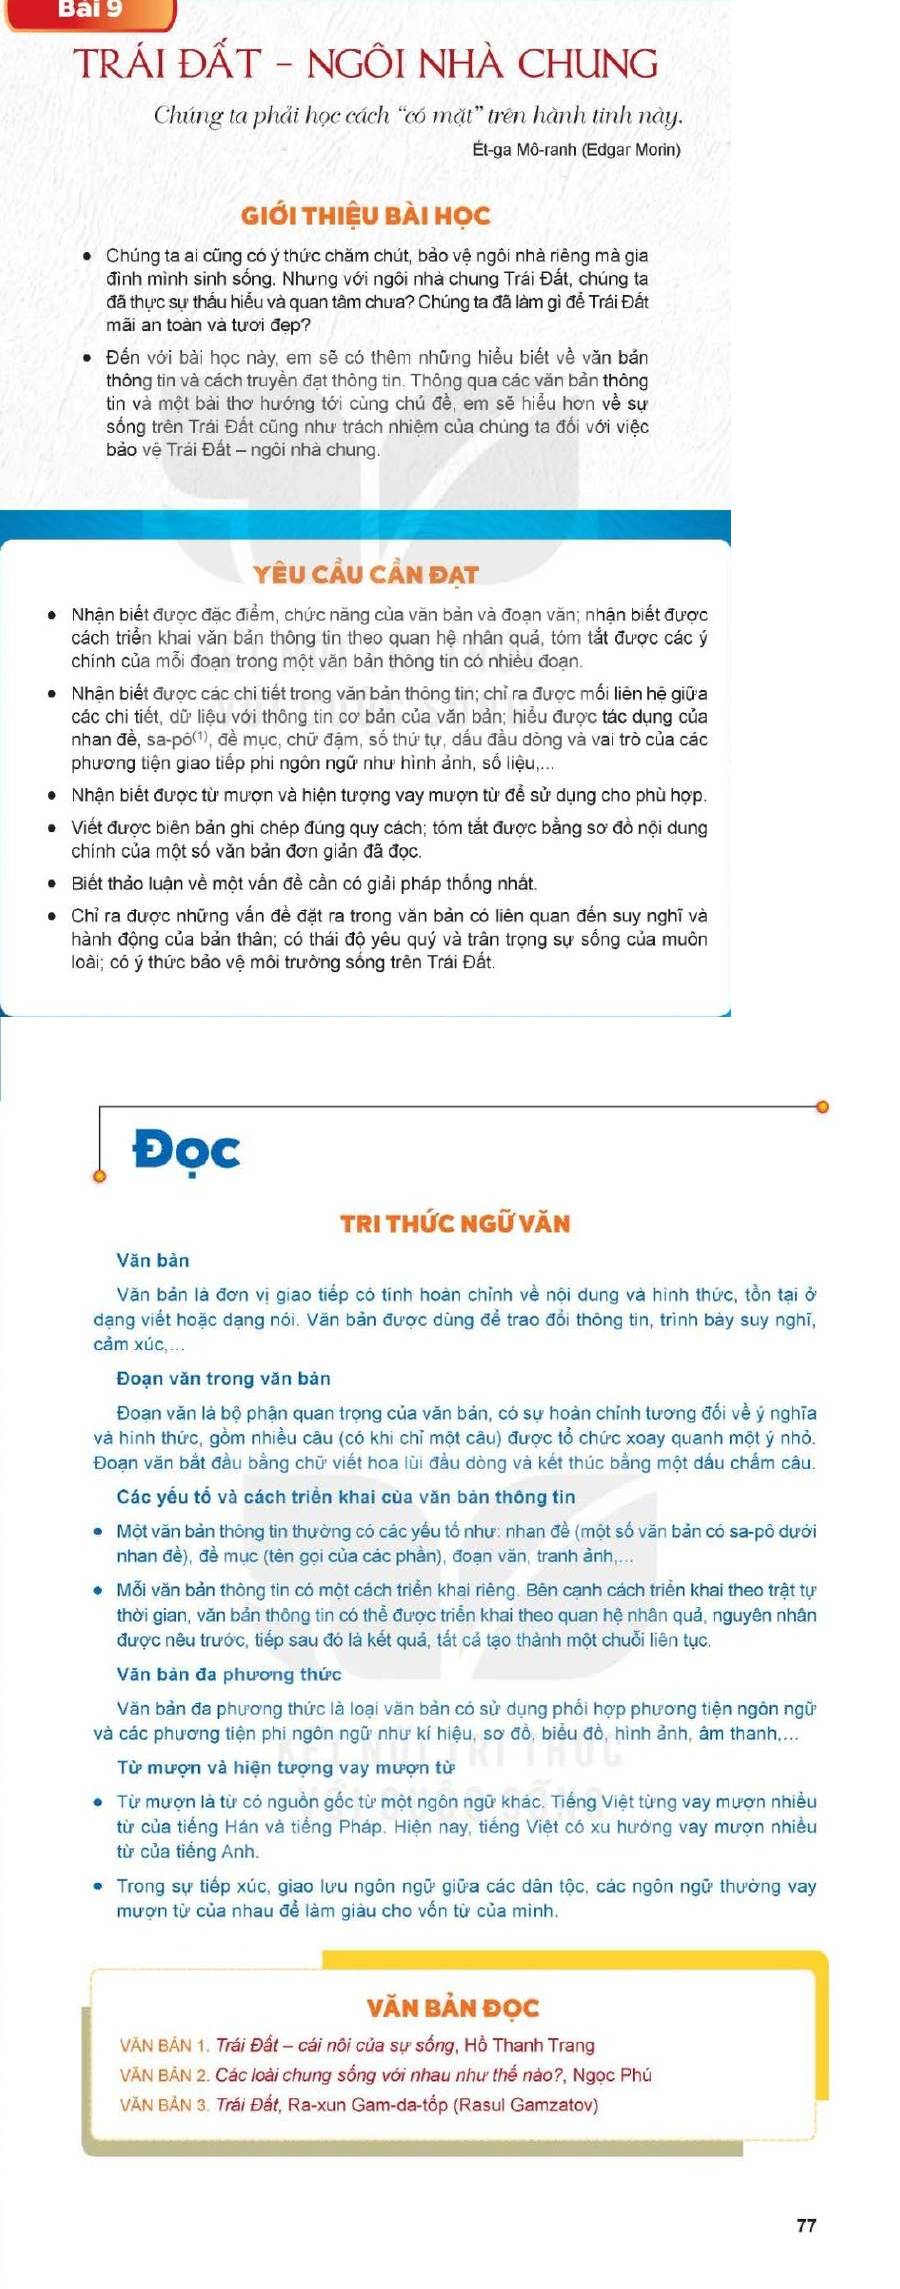 Bài 9
TRÁI ĐẤT – NGÔI NHÀ CHUNG
Chúng ta phải học cách “có mặt” trên hành tinh này.
Ét-ga Mô-ranh (Edgar Morin)
GIỚI THIỆU BÀI HỌC
• Chúng ta ai cũng có ý thức chăm chút, bảo vệ ngôi nhà riêng mà gia
đình mình sinh sống. Nhưng với ngôi nhà chung Trái Đất, chúng ta
đã thực sự thấu hiểu và quan tâm chưa? Chúng ta đã làm gì để Trái Đất
mãi an toàn và tươi đẹp?
• Đến với bài học này, em sẽ có thêm những hiểu biết về văn bản
thông tin và cách truyền đạt thông tin. Thông qua các văn bản thông
tin và một bài thơ hướng tới cùng chủ đề, em sẽ hiểu hơn về sự
sống trên Trái Đất cũng như trách nhiệm của chúng ta đối với việc
bảo vệ Trái Đất – ngôi nhà chung.
YÊU CẦU CẦN ĐẠT
• Nhận biết được đặc điểm, chức năng của văn bản và đoạn văn; nhận biết được
cách triển khai văn bản thông tin theo quan hệ nhân quả, tóm tắt được các ý
chính của mỗi đoạn trong một văn bản thông tin có nhiều đoạn.
• Nhận biết được các chi tiết trong văn bản thông tin; chỉ ra được mối liên hệ giữa
các chi tiết, dữ liệu với thông tin cơ bản của văn bản; hiểu được tác dụng của
nhan đề, sa-pô(1), đề mục, chữ đậm, số thứ tự, dấu đầu dòng và vai trò của các
phương tiện giao tiếp phi ngôn ngữ như hình ảnh, số liệu,...
• Nhận biết được từ mượn và hiện tượng vay mượn từ để sử dụng cho phù hợp.
• Viết được biên bản ghi chép đúng quy cách; tóm tắt được bằng sơ đồ nội dung
chính của một số văn bản đơn giản đã đọc.
• Biết thảo luận về một vấn đề cần có giải pháp thống nhất.
• Chỉ ra được những vấn đề đặt ra trong văn bản có liên quan đến suy nghĩ và
hành động của bản thân; có thái độ yêu quý và trân trọng sự sống của muôn
loài; có ý thức bảo vệ môi trường sống trên Trái Đất.
KẾT NỐI TRI THỨC
Đọc
TRI THỨC NGỮ VĂN
Văn bản
Văn bản là đơn vị giao tiếp có tính hoàn chỉnh về nội dung và hình thức, tồn tại ở
dạng viết hoặc dạng nói. Văn bản được dùng để trao đổi thông tin, trình bày suy nghĩ,
cảm xúc,...
Đoạn văn trong văn bản
Đoạn văn là bộ phận quan trọng của văn bản, có sự hoàn chỉnh tương đối về ý nghĩa
và hình thức, gồm nhiều câu (có khi chỉ một câu) được tổ chức xoay quanh một ý nhỏ.
Đoạn văn bắt đầu bằng chữ viết hoa lùi đầu dòng và kết thúc bằng một dấu chấm câu.
Các yếu tố và cách triển khai của văn bản thông tin
• Một văn bản thông tin thường có các yếu tố như: nhan đề (một số văn bản có sa-pô dưới
nhan đề), đề mục (tên gọi của các phần), đoạn văn, tranh ảnh,...
• Mỗi văn bản thông tin có một cách triển khai riêng. Bên cạnh cách triển khai theo trật tự
thời gian, văn bản thông tin có thể được triển khai theo quan hệ nhân quả, nguyên nhân
được nêu trước, tiếp sau đó là kết quả, tất cả tạo thành một chuỗi liên tục.
Văn bản đa phương thức
Văn bản đa phương thức là loại văn bản có sử dụng phối hợp phương tiện ngôn ngữ
và các phương tiện phi ngôn ngữ như kí hiệu, sơ đồ, biểu đồ, hình ảnh, âm thanh,...
KẾT NỐI TRI THỨC
Từ mượn và hiện tượng vay mượn từ
VỚI CUỘC SỐNG
• Từ mượn là từ có nguồn gốc từ một ngôn ngữ khác. Tiếng Việt từng vay mượn nhiều
từ của tiếng Hán và tiếng Pháp. Hiện nay, tiếng Việt có xu hướng vay mượn nhiều
từ của tiếng Anh.
• Trong sự tiếp xúc, giao lưu ngôn ngữ giữa các dân tộc, các ngôn ngữ thường vay
mượn từ của nhau để làm giàu cho vốn từ của mình.
VĂN BẢN ĐỌC
VĂN BẢN 1. Trái Đất – cái nôi của sự sống, Hồ Thanh Trang
VĂN BẢN 2. Các loài chung sống với nhau như thế nào?, Ngọc Phú
VĂN BẢN 3. Trái Đất, Ra-xun Gam-da-tốp (Rasul Gamzatov)
77